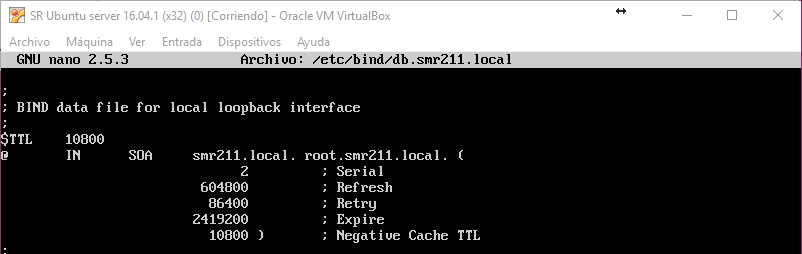 SR Ubuntu server 16.04.1 (x32) (0) [Corriendo] - Oracle VM VirtualBox
Archivo Máquina Ver Entrada Dispositivos Ayuda
GNU nano 2.5.3 Archivo: /etc/bind/db.smr211.local
;
; BIND data file for local loopback interface
;
$TTL 10800
@ IN SOA smr211.local. root.smr211.local. (
2 ; Serial
604800 ; Refresh
86400 ; Retry
2419200 ; Expire
10800 ) ; Negative Cache TTL
;